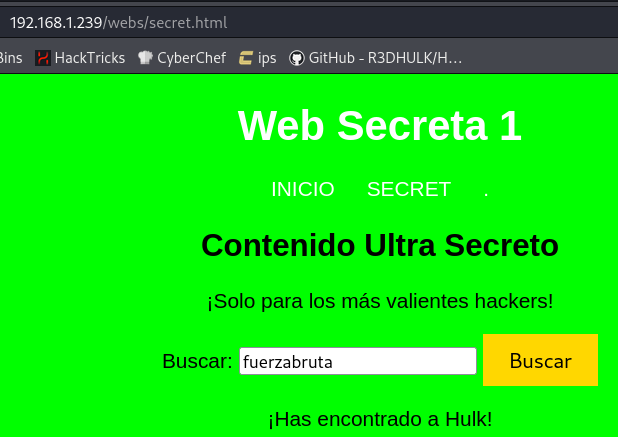 192.168.1.239/webs/secret.html
Bins HackTricks CyberChef ips GitHub - R3DHULK/H...
Web Secreta 1
INICIO SECRET .
Contenido Ultra Secreto
¡Solo para los más valientes hackers!
Buscar: fuerzabruta Buscar
¡Has encontrado a Hulk!